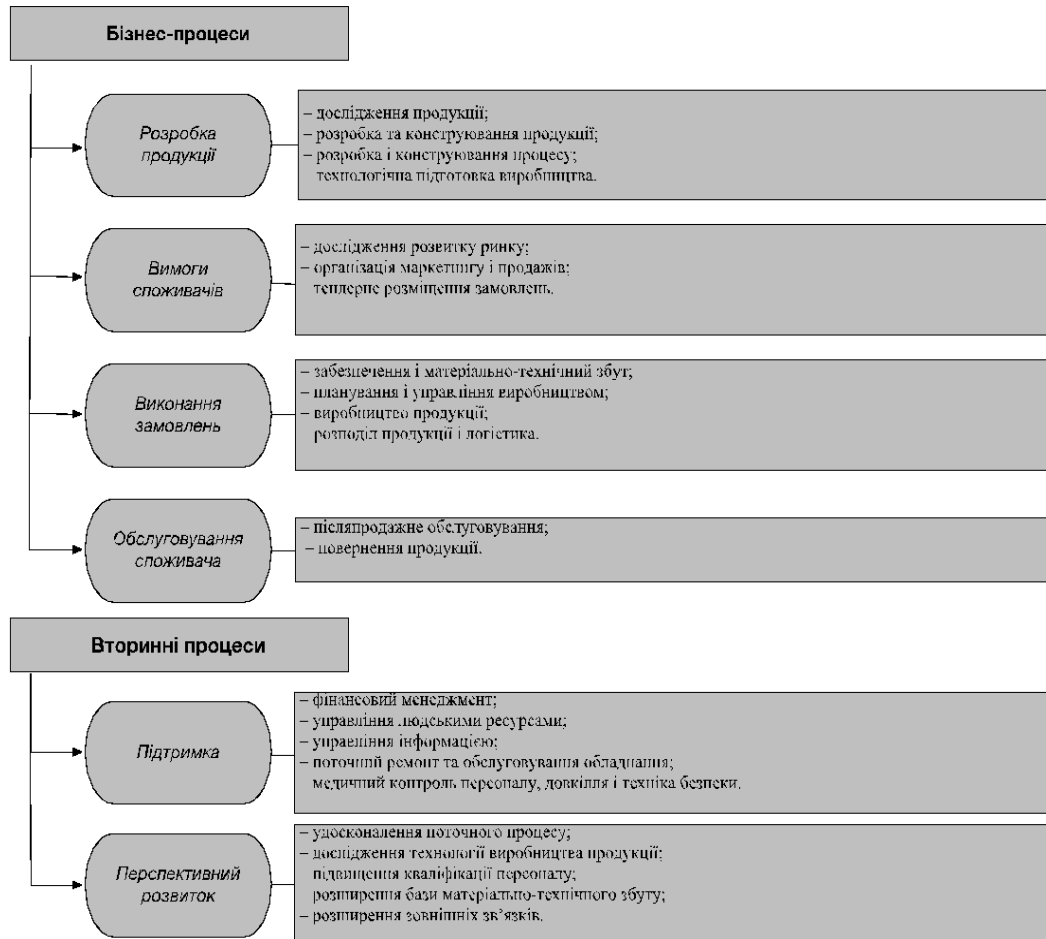 Бізнес-процеси
Розробка
продукції
– дослідження продукції;
– розробка та конструювання продукції;
– розробка і конструювання процесу;
технологічна підготовка виробництва.
Вимоги
споживачів
– дослідження розвитку ринку;
– організація маркетингу і продажів;
тендерне розміщення замовлень.
Виконання
замовлень
– забезпечення і матеріально-технічний збут;
– планування і управління виробництвом;
– виробництво продукції;
розподіл продукції і логістика.
Обслуговування
споживача
– післяпродажне обслуговування;
– повернення продукції.
Вторинні процеси
Підтримка
– фінансовий менеджмент;
– управління людськими ресурсами;
– управління інформацією;
– поточний ремонт та обслуговування обладнання;
медичний контроль персоналу, довкілля і техніка безпеки.
Перспективний
розвиток
– удосконалення поточного процесу;
– дослідження технології виробництва продукції;
підвищення кваліфікації персоналу;
розширення бази матеріально-технічного збуту;
– розширення зовнішніх зв’язків.